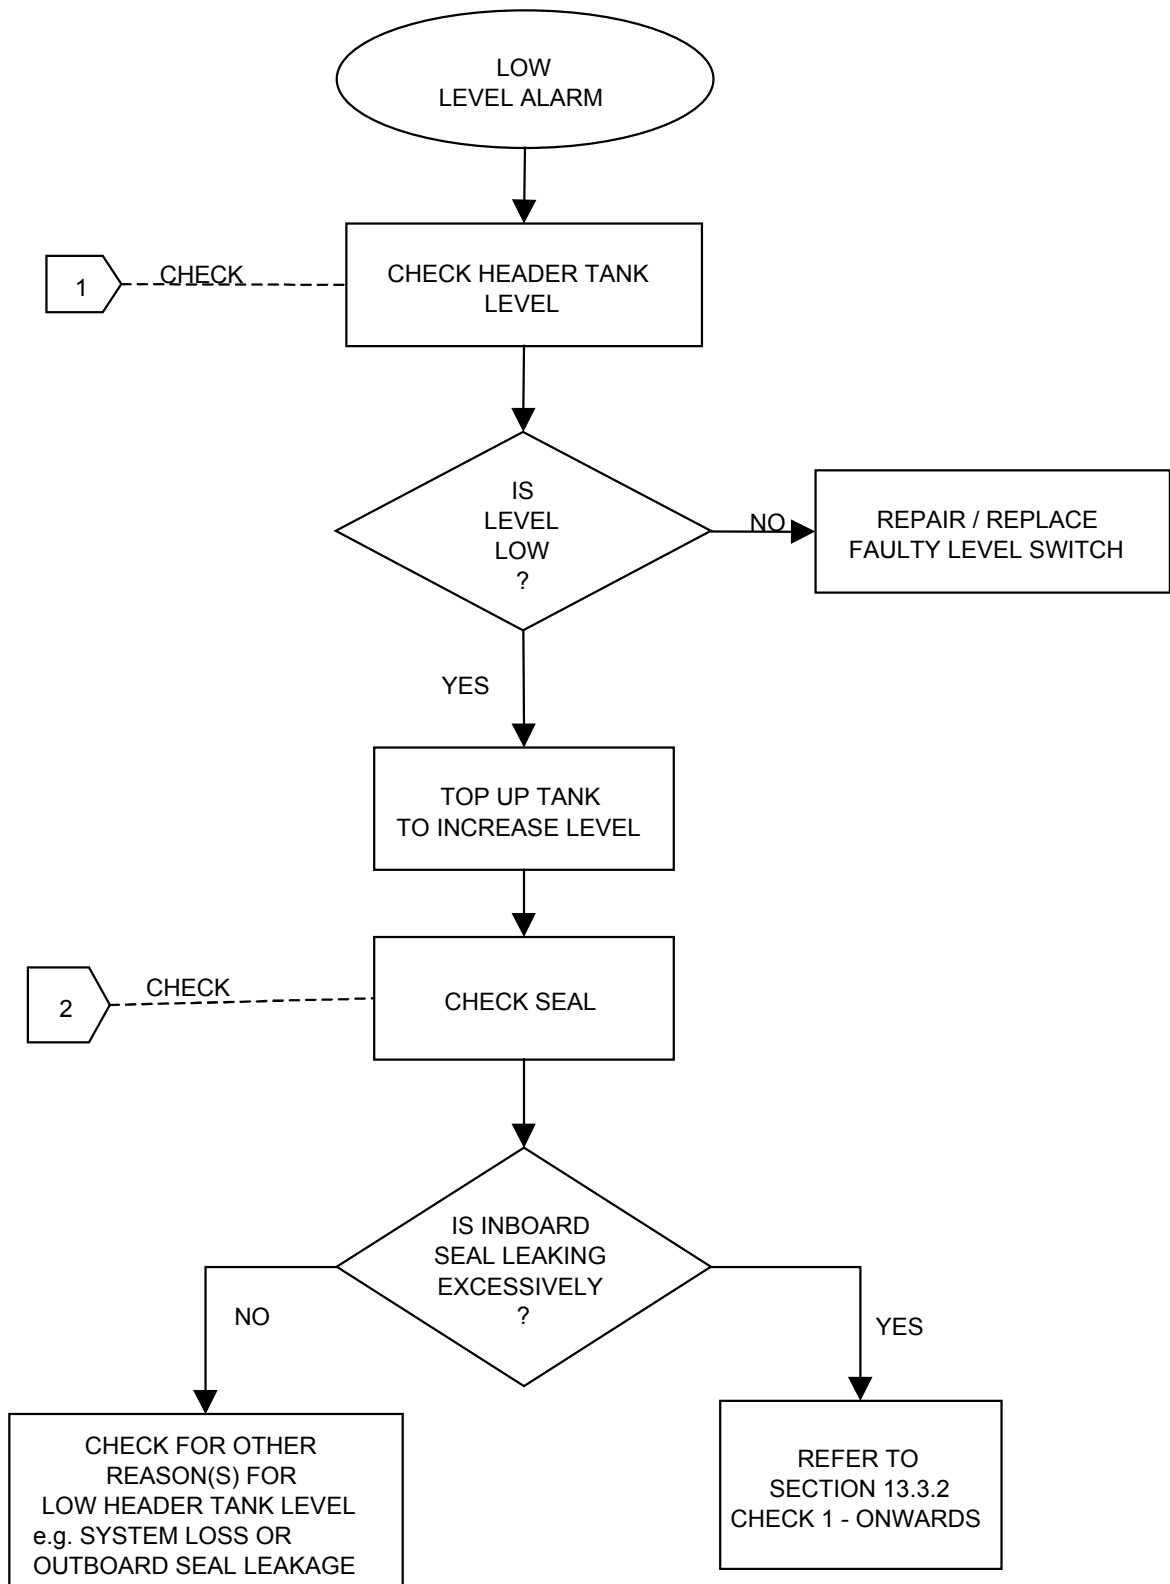 LOW
LEVEL ALARM
1
CHECK
CHECK HEADER TANK
LEVEL
IS
LEVEL
LOW
?
NO
REPAIR / REPLACE
FAULTY LEVEL SWITCH
YES
TOP UP TANK
TO INCREASE LEVEL
2
CHECK
CHECK SEAL
IS INBOARD
SEAL LEAKING
EXCESSIVELY
?
NO
YES
CHECK FOR OTHER
REASON(S) FOR
LOW HEADER TANK LEVEL
e.g. SYSTEM LOSS OR
OUTBOARD SEAL LEAKAGE
REFER TO
SECTION 13.3.2
CHECK 1 - ONWARDS